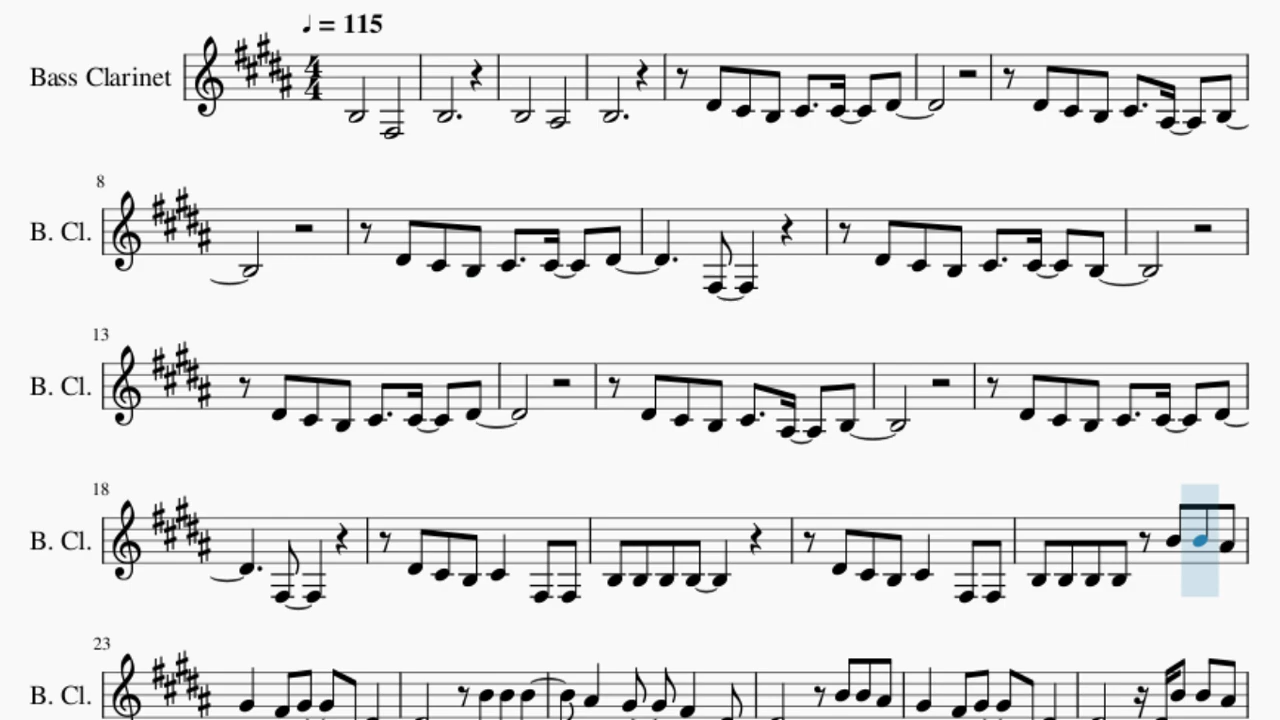 ♩ = 115
Bass Clarinet
4
4
8
B. Cl.
13
B. Cl.
18
B. Cl.
23
B. Cl.